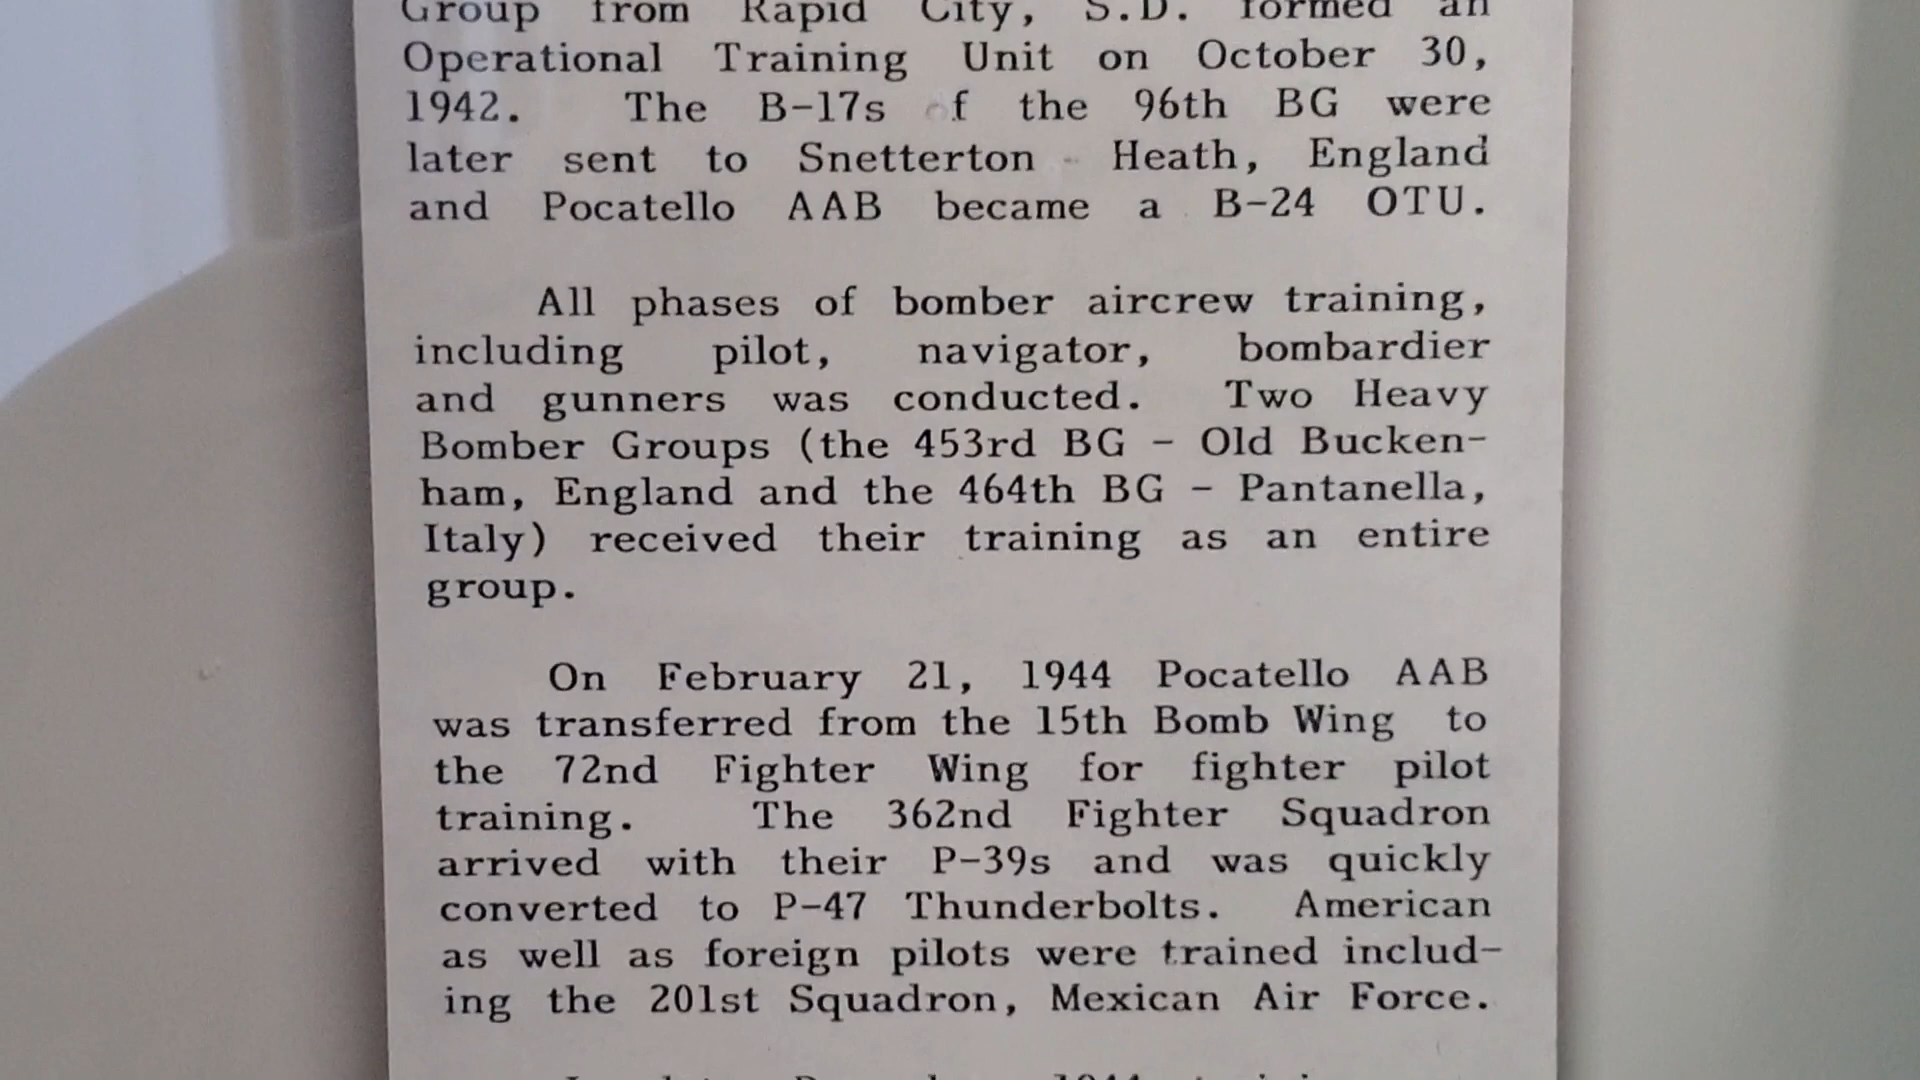 Group from Rapid City, S.D. formed an
Operational Training Unit on October 30,
1942. The B-17s of the 96th BG were
later sent to Snetterton Heath, England
and Pocatello AAB became a B-24 OTU.
All phases of bomber aircrew training,
including pilot, navigator, bombardier
and gunners was conducted. Two Heavy
Bomber Groups (the 453rd BG - Old Bucken-
ham, England and the 464th BG - Pantanella,
Italy) received their training as an entire
group.
On February 21, 1944 Pocatello AAB
was transferred from the 15th Bomb Wing to
the 72nd Fighter Wing for fighter pilot
training. The 362nd Fighter Squadron
arrived with their P-39s and was quickly
converted to P-47 Thunderbolts. American
as well as foreign pilots were trained includ-
ing the 201st Squadron, Mexican Air Force.